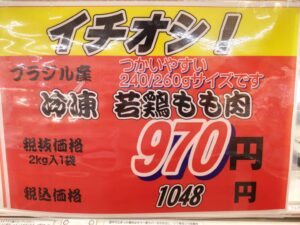 イチオシ!
ブラジル産
つかいやすい
240/260gサイズです
冷凍 若鶏もも肉
税抜価格
2kg入1袋
970円
税込価格
1048 円